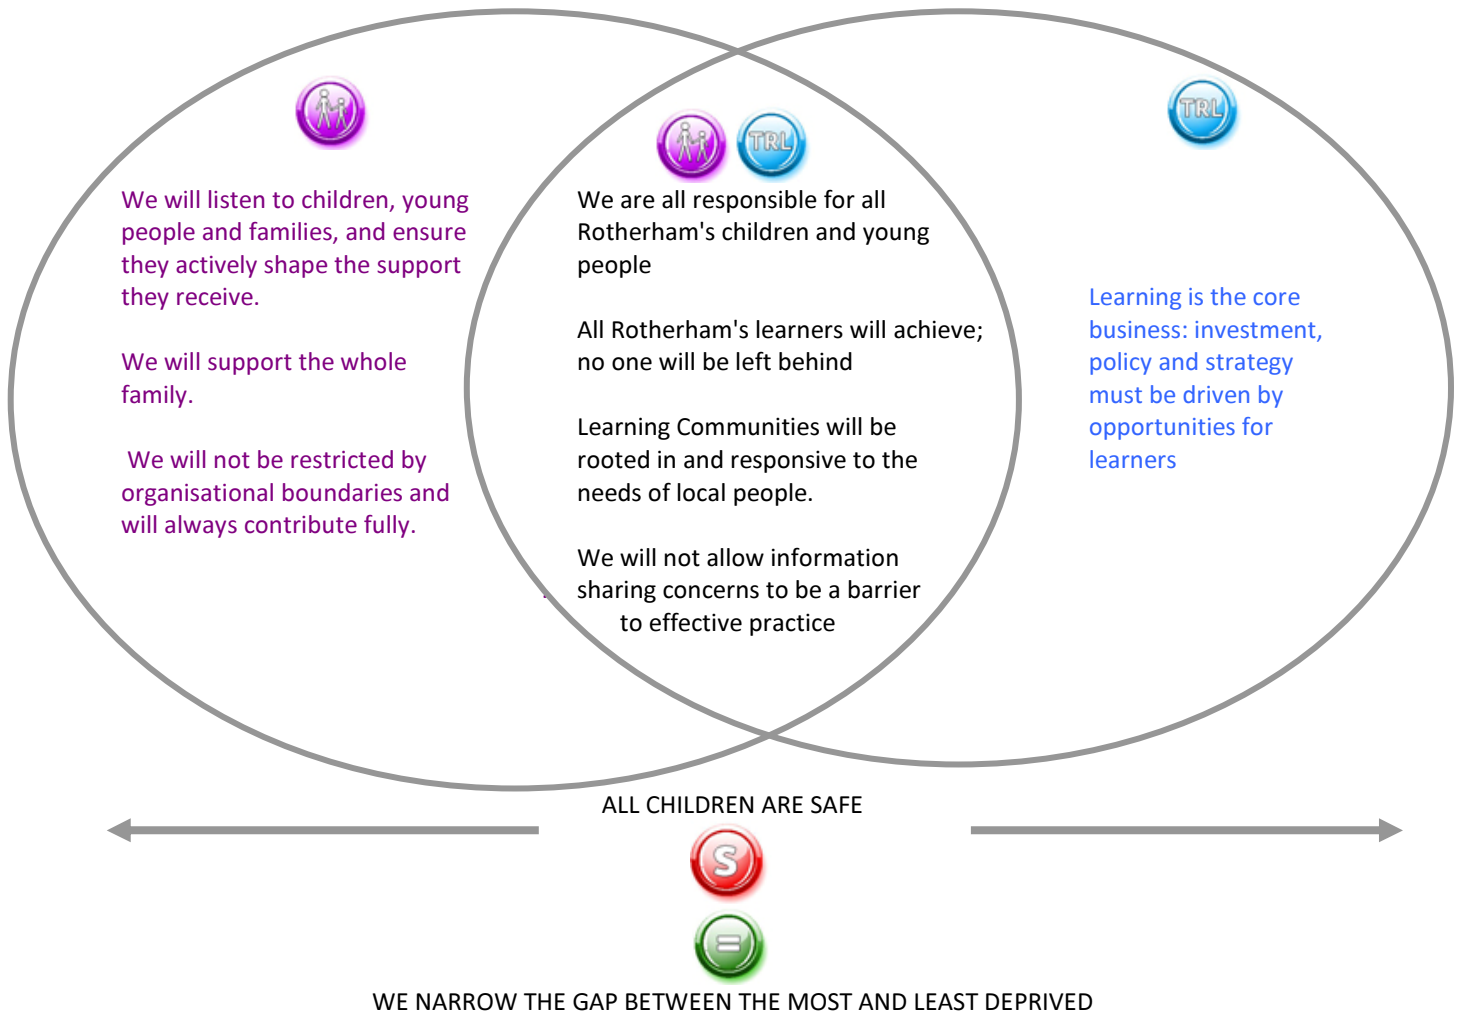 TRL
TRL
We will listen to children, young
people and families, and ensure
they actively shape the support
they receive.
We will support the whole
family.
We will not be restricted by
organisational boundaries and
will always contribute fully.
We are all responsible for all
Rotherham's children and young
people
All Rotherham's learners will achieve;
no one will be left behind
Learning Communities will be
rooted in and responsive to the
needs of local people.
We will not allow information
sharing concerns to be a barrier
to effective practice
Learning is the core
business: investment,
policy and strategy
must be driven by
opportunities for
learners
ALL CHILDREN ARE SAFE
S
=
WE NARROW THE GAP BETWEEN THE MOST AND LEAST DEPRIVED